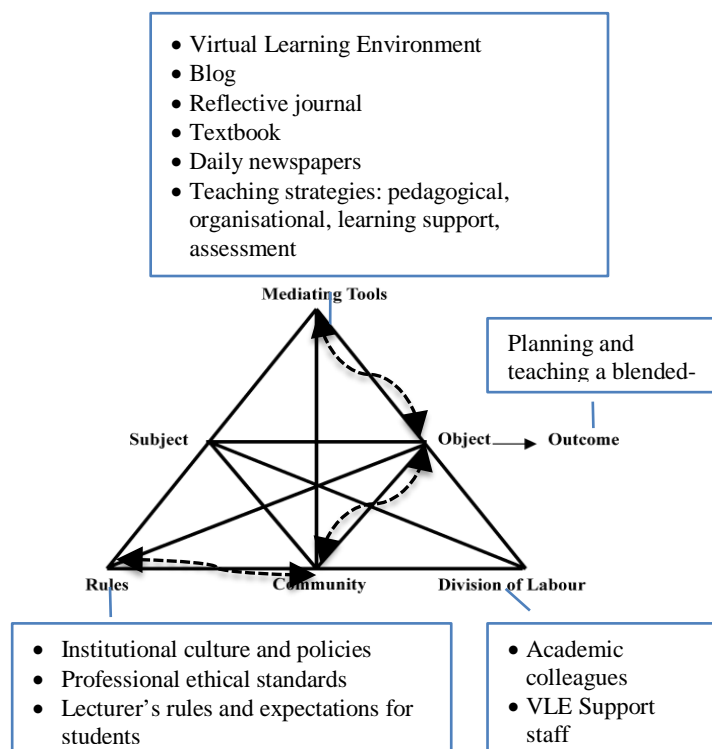 • Virtual Learning Environment
• Blog
• Reflective journal
• Textbook
• Daily newspapers
• Teaching strategies: pedagogical,
organisational, learning support,
assessment
Mediating Tools
Planning and
teaching a blended-
Subject
Object
Outcome
Rules
Community
Division of Labour
• Institutional culture and policies
• Professional ethical standards
• Lecturer’s rules and expectations for
students
• Academic
colleagues
• VLE Support
staff